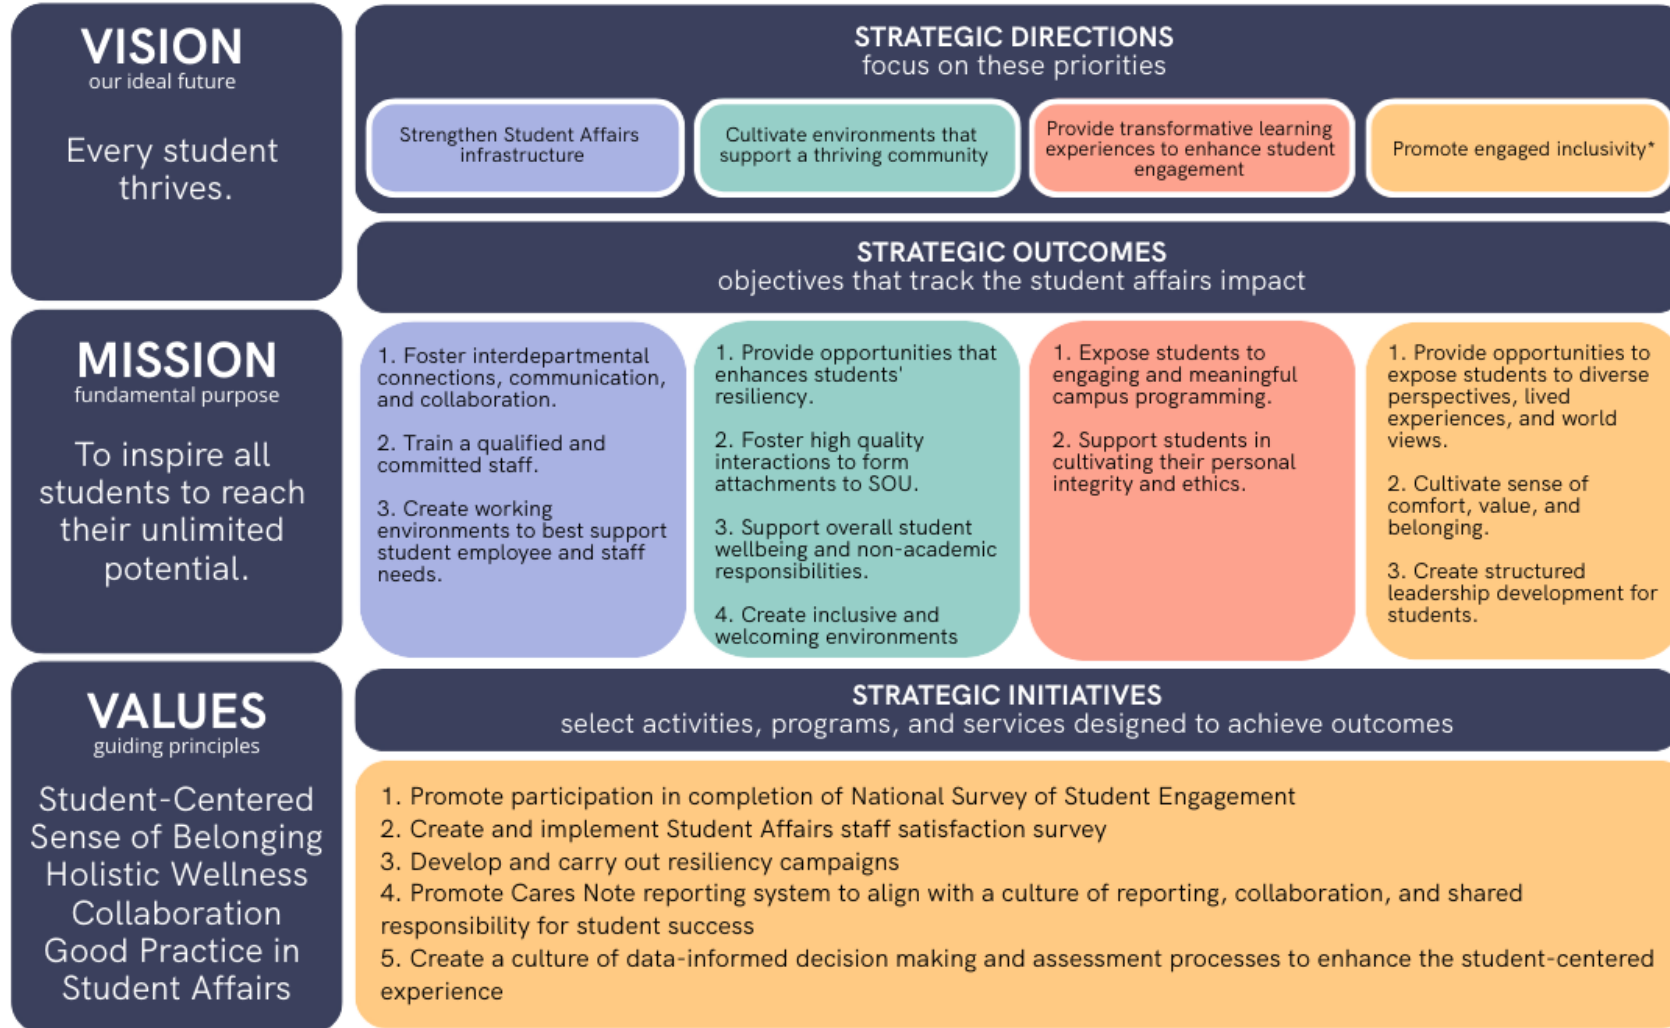 VISION
our ideal future
Every student
thrives.
MISSION
fundamental purpose
To inspire all
students to reach
their unlimited
potential.
VALUES
guiding principles
Student-Centered
Sense of Belonging
Holistic Wellness
Collaboration
Good Practice in
Student Affairs
STRATEGIC DIRECTIONS
focus on these priorities
Strengthen Student Affairs
infrastructure
Cultivate environments that
support a thriving community
Provide transformative learning
experiences to enhance student
engagement
Promote engaged inclusivity*
STRATEGIC OUTCOMES
objectives that track the student affairs impact
1. Foster interdepartmental
connections, communication,
and collaboration.
2. Train a qualified and
committed staff.
3. Create working
environments to best support
student employee and staff
needs.
1. Provide opportunities that
enhances students'
resiliency.
2. Foster high quality
interactions to form
attachments to SOU.
3. Support overall student
wellbeing and non-academic
responsibilities.
4. Create inclusive and
welcoming environments
1. Expose students to
engaging and meaningful
campus programming.
2. Support students in
cultivating their personal
integrity and ethics.
1. Provide opportunities to
expose students to diverse
perspectives, lived
experiences, and world
views.
2. Cultivate sense of
comfort, value, and
belonging.
3. Create structured
leadership development for
students.
STRATEGIC INITIATIVES
select activities, programs, and services designed to achieve outcomes
1. Promote participation in completion of National Survey of Student Engagement
2. Create and implement Student Affairs staff satisfaction survey
3. Develop and carry out resiliency campaigns
4. Promote Cares Note reporting system to align with a culture of reporting, collaboration, and shared
responsibility for student success
5. Create a culture of data-informed decision making and assessment processes to enhance the student-centered
experience